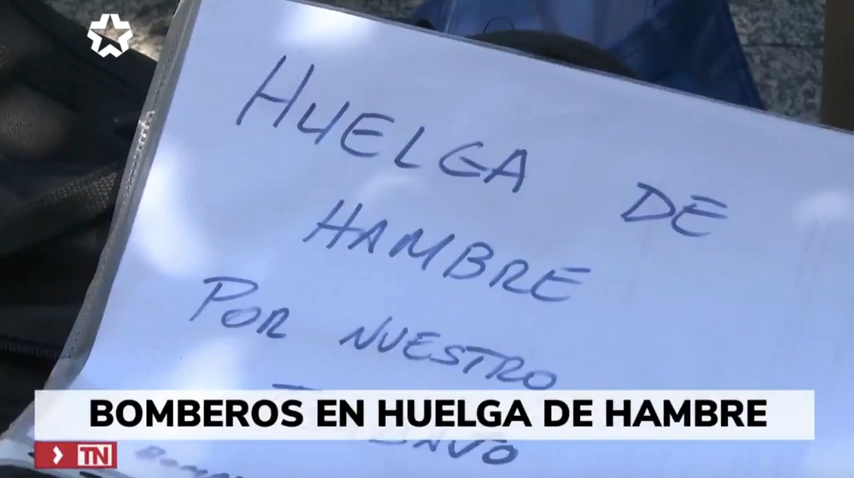 HUELGA DE
HAMBRE
POR NUESTRO
BOMBEROS EN HUELGA DE HAMBRE
TN